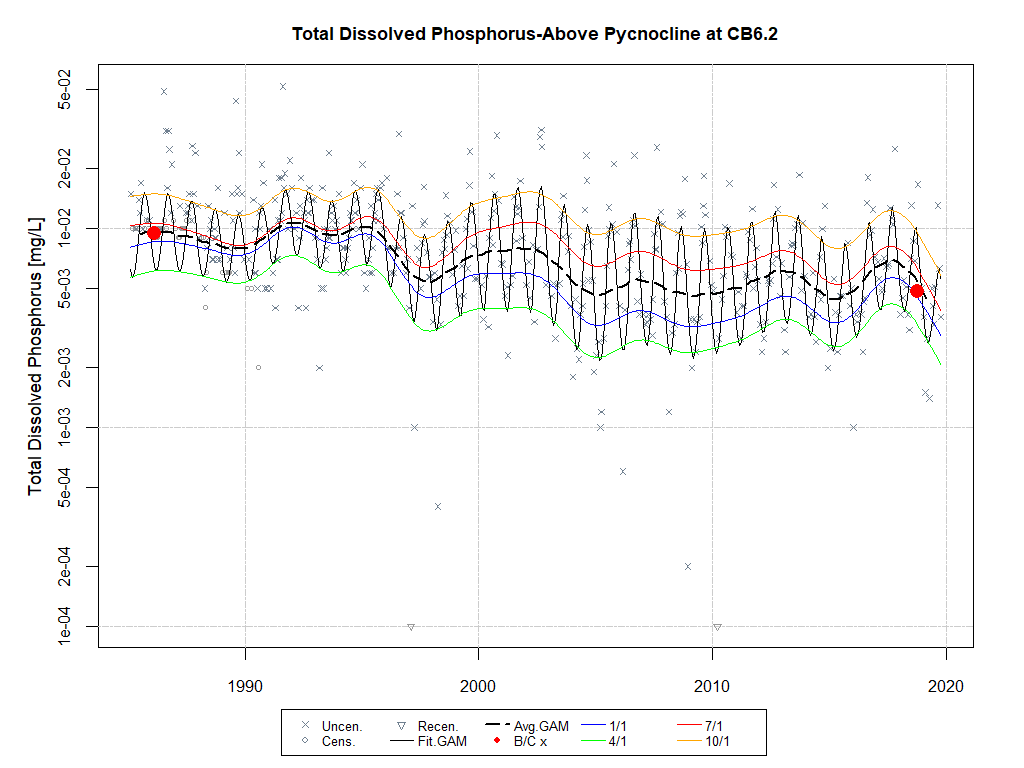 Total Dissolved Phosphorus-Above Pycnocline at CB6.2
Total Dissolved Phosphorus [mg/L]
5e-02
2e-02
1e-02
5e-03
2e-03
1e-03
5e-04
2e-04
1e-04
1990 2000 2010 2020
Uncen. Recen. Avg.GAM 1/1 7/1
Cens. Fit.GAM B/C x 4/1 10/1